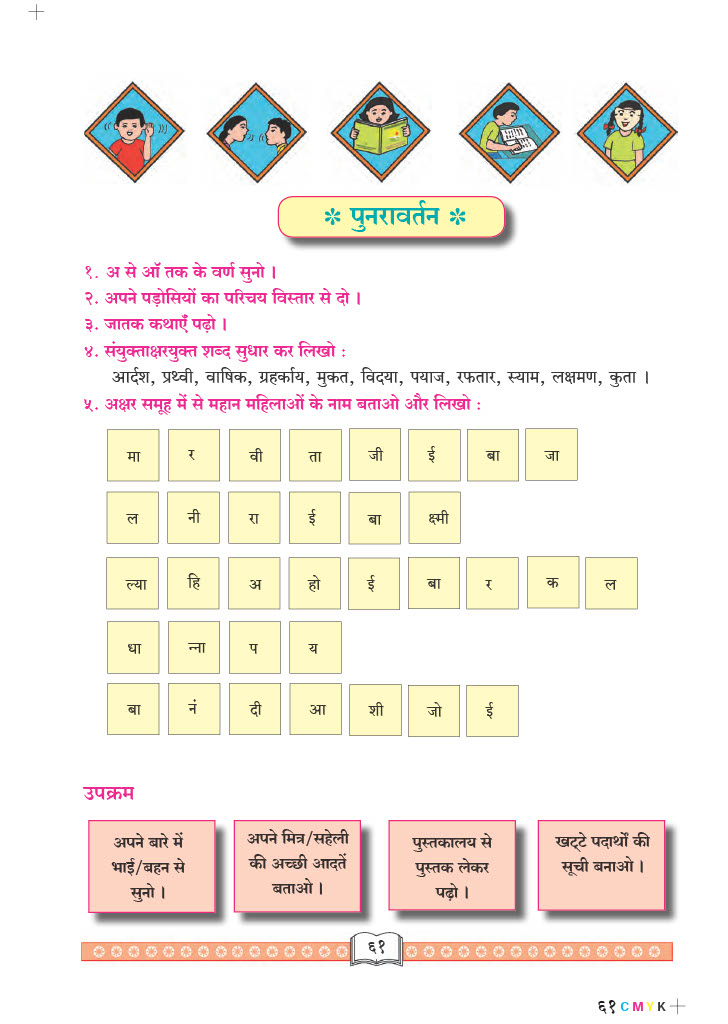 * पुनरावर्तन *
१. अ से ऑ तक के वर्ण सुनो ।
२. अपने पड़ोसियों का परिचय विस्तार से दो ।
३. जातक कथाएँ पढ़ो ।
४. संयुक्ताक्षरयुक्त शब्द सुधार कर लिखो :
आर्दश, प्रथ्वी, वाषिक, ग्रहर्काय, मुकत, विदया, पयाज, रफतार, स्याम, लक्षमण, कुता ।
५. अक्षर समूह में से महान महिलाओं के नाम बताओ और लिखो :
मा र वी ता जी ई बा जा
ल नी रा ई बा क्ष्मी
ल्या हि अ हो ई बा र क ल
धा न्ना प य
बा नं दी आ शी जो ई
उपक्रम
अपने बारे में
भाई/बहन से
सुनो ।
अपने मित्र/सहेली
की अच्छी आदतें
बताओ ।
पुस्तकालय से
पुस्तक लेकर
पढ़ो ।
खट्टे पदार्थों की
सूची बनाओ ।
६१
६१ C M Y K